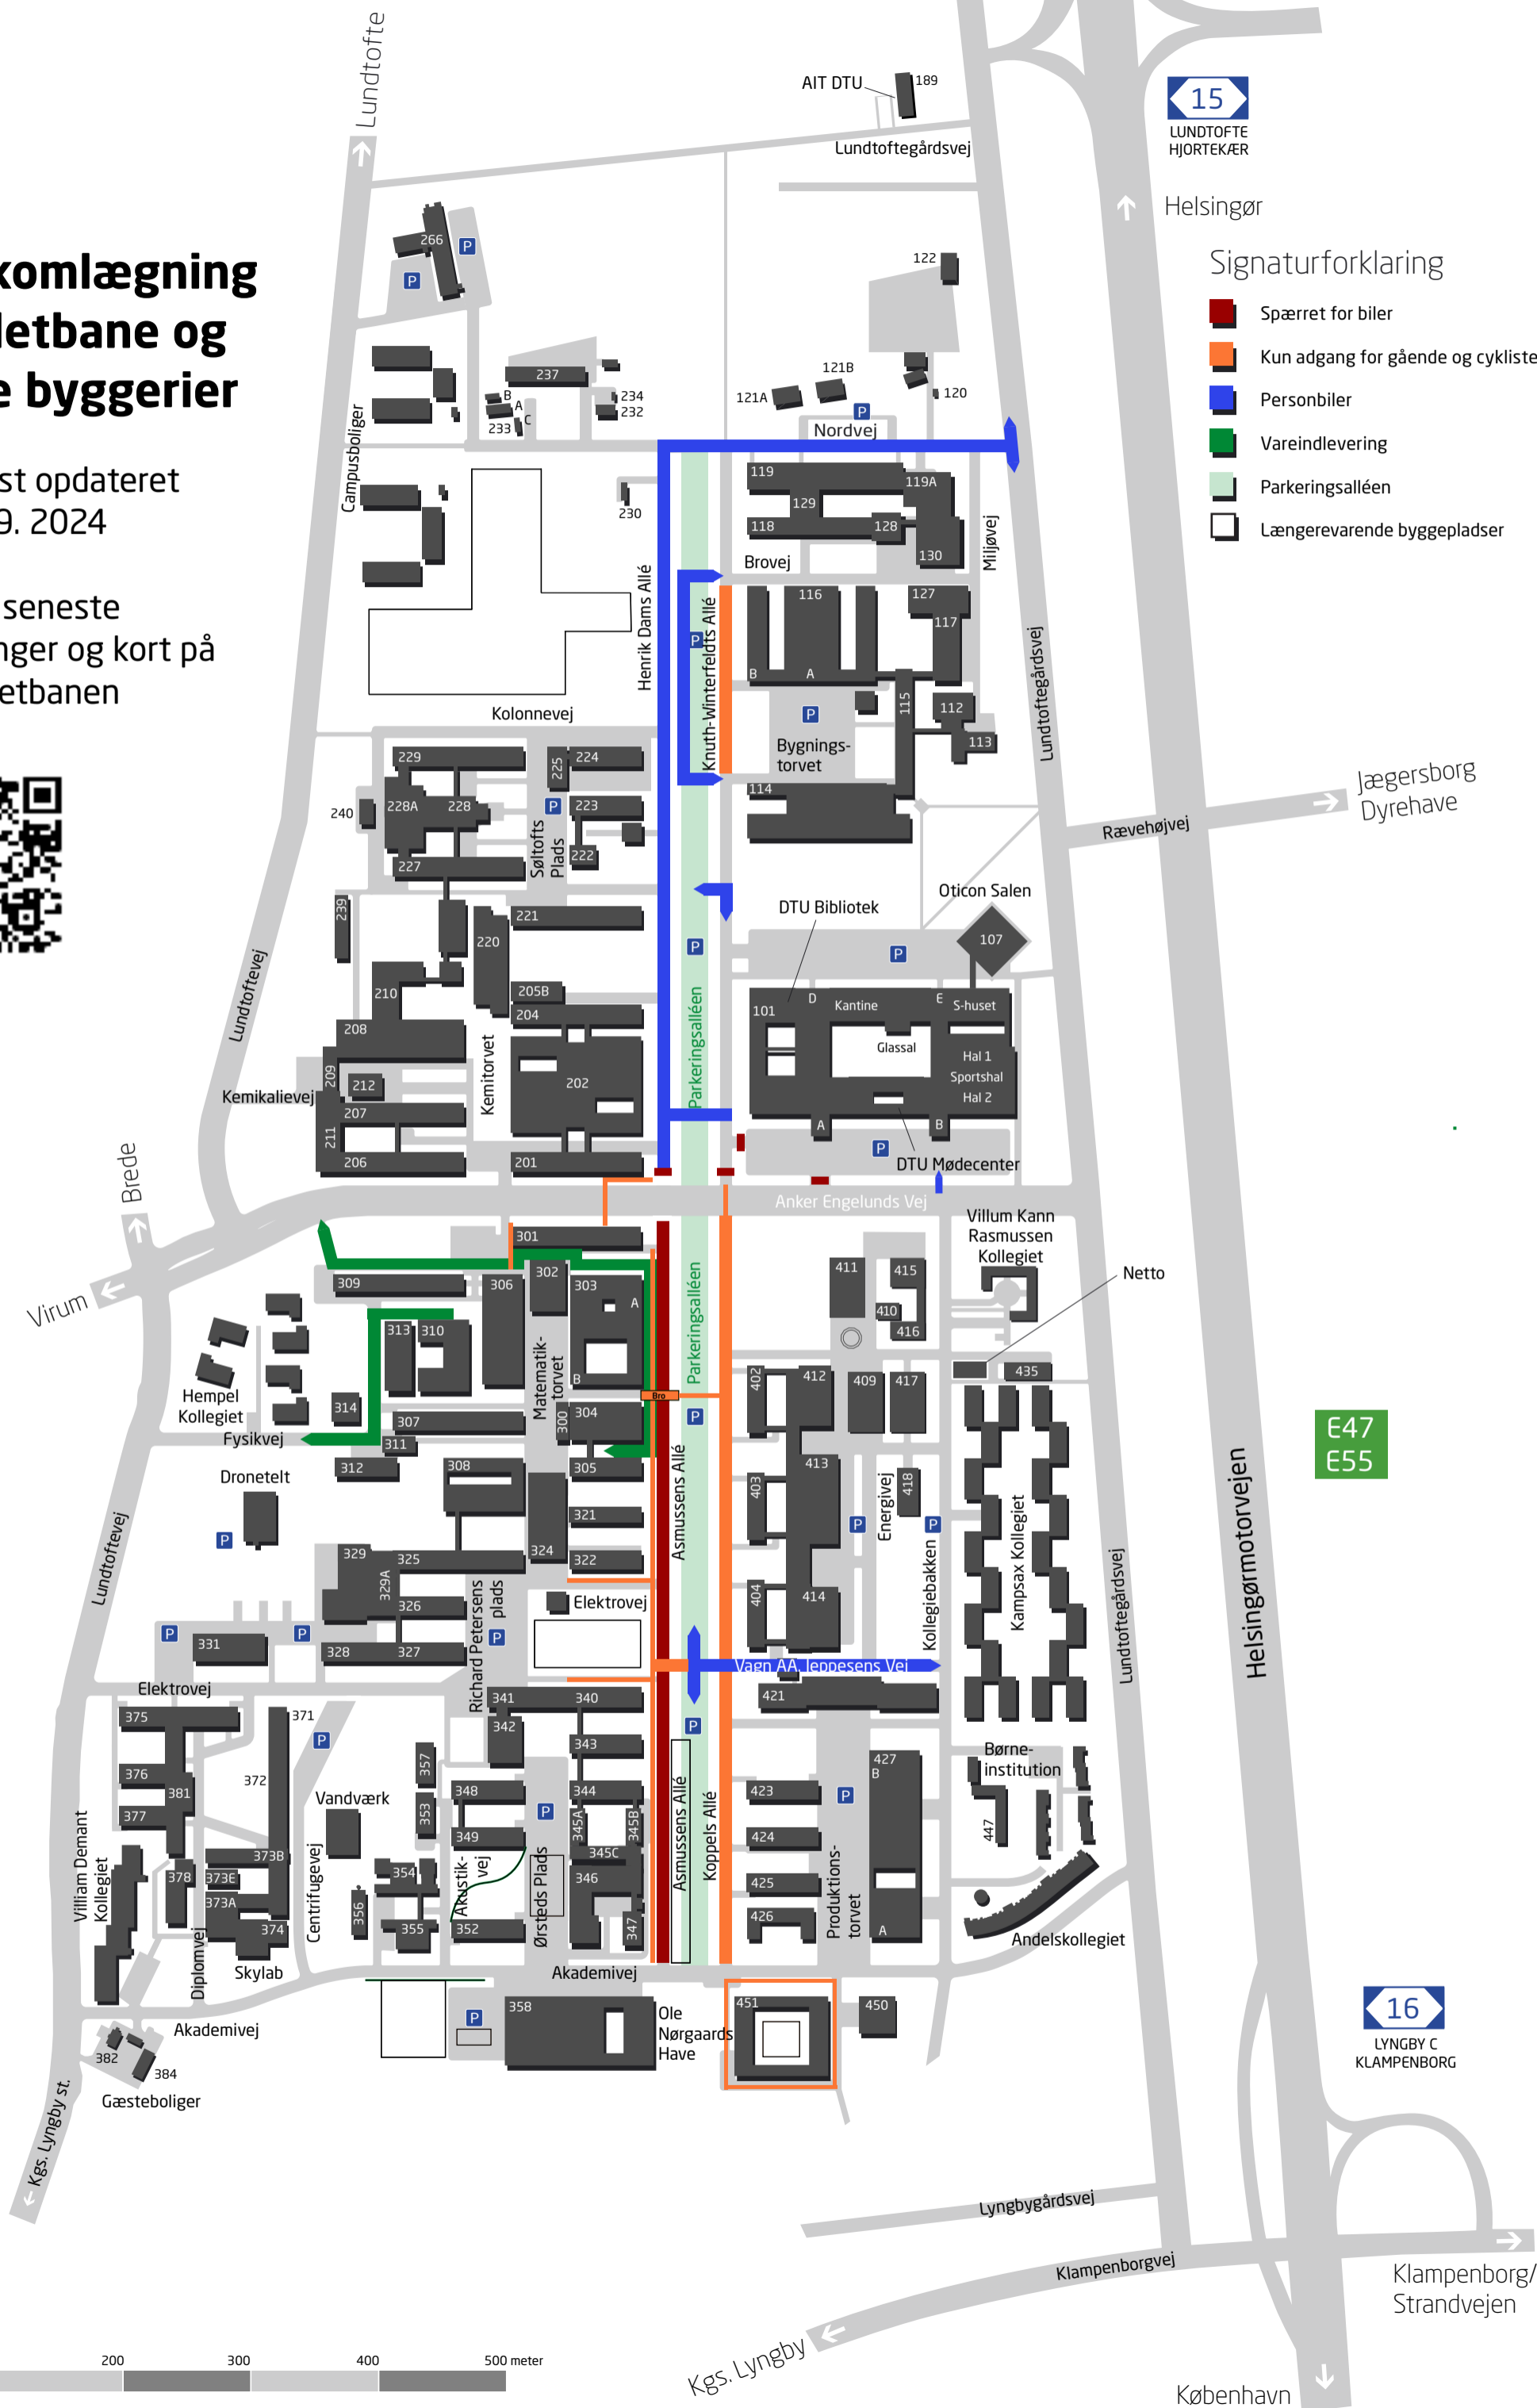 Lundtofte
AIT DTU
189
Lundtoftegårdsvej
15
LUNDTOFTE
HJORTEKÆR
Helsingør
komlægning
letbane og
e byggerier
st opdateret
9. 2024
seneste
nger og kort på
etbanen
Signaturforklaring
Spærret for biler
Kun adgang for gående og cykliste
Personbiler
Vareindlevering
Parkeringsalléen
Længerevarende byggepladser
266
P
P
122
237
B
A
C
233
234
232
121B
121A
120
P
Nordvej
Campusboliger
230
119
119A
129
118
128
130
Miljøvej
Brovej
Henrik Dams Allé
Knuth-Winterfeldts Allé
P
116
B
A
127
117
115
112
113
P
Bygnings-
torvet
114
Lundtoftegårdsvej
Kolonnevej
229
225
224
228A
228
P
223
240
222
227
Søltofts
Plads
Jægersborg
Dyrehave
Rævehøjvej
239
221
220
210
205B
204
208
209
212
202
Kemitorvet
Kemikalievej
207
211
206
201
Lundtoftevej
P
Parkeringsalléen
DTU Bibliotek
Oticon Salen
107
P
101
D
Kantine
E
S-huset
Glassal
Hal 1
Sportshal
Hal 2
A
B
P
DTU Mødecenter
Anker Engelunds Vej
Brede
Virum
301
302
303
A
B
306
309
313
310
314
307
311
312
308
300
304
305
321
324
322
Matematik-
torvet
Bro
Hempel
Kollegiet
Fysikvej
Dronetelt
P
Lundtoftevej
Parkeringsalléen
P
Asmussens Allé
411
415
410
416
Villum Kann
Rasmussen
Kollegiet
Netto
435
402
412
409
417
413
403
418
Energivej
P
P
404
414
Kollegiebakken
Kampsax Kollegiet
Lundtoftegårdsvej
Helsingørmotorvejen
E47
E55
329
325
329A
326
328
327
331
P
P
Richard Petersens
plads
P
Elektrovej
Elektrovej
Vagn AA. Jeppesens Vej
421
341
340
342
343
P
375
371
P
376
372
381
377
357
348
344
353
349
P
345A
345B
345C
346
347
Vandværk
Villiam Demant
Kollegiet
373B
373E
378
373A
374
Centrifugevej
354
356
355
352
Akustik-
vej
Ørsteds Plads
Asmussens Allé
Koppels Allé
423
424
425
426
P
427
B
A
Produktions-
torvet
Børne-
institution
447
Andelskollegiet
Diplomvej
Skylab
Akademivej
Akademivej
358
P
Ole
Nørgaards
Have
451
450
382
384
Gæsteboliger
Kgs. Lyngby st.
16
LYNGBY C
KLAMPENBORG
Lyngbygårdsvej
Klampenborgvej
Klampenborg/
Strandvejen
Kgs. Lyngby
København
200
300
400
500 meter